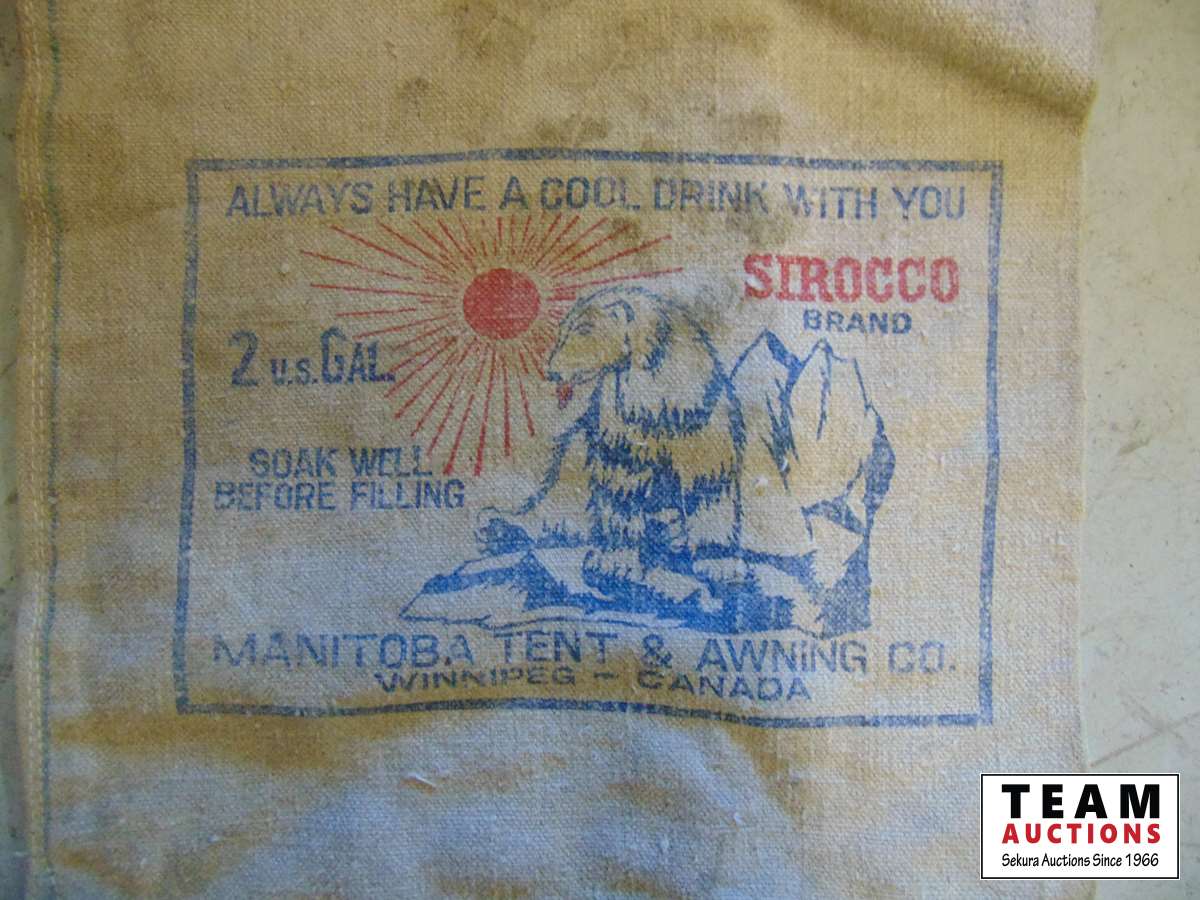 ALWAYS HAVE A COOL DRINK WITH YOU
SIROCCO
BRAND
2 U.S. GAL.
SOAK WELL
BEFORE FILLING
MANITOBA TENT & AWNING CO.
WINNIPEG – CANADA
TEAM
AUCTIONS
Sekura Auctions Since 1966